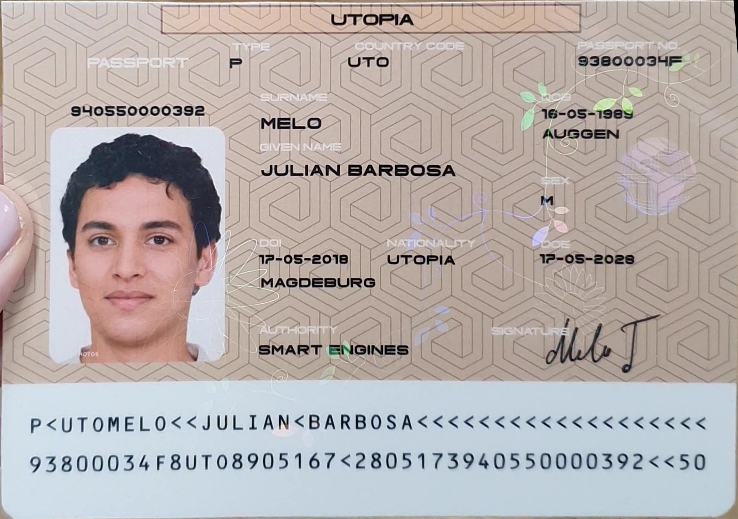 UTOPIA
PASSPORT
TYPE
P
COUNTRY CODE
UTO
PASSPORT NO.
93800034F
940550000392
SURNAME
MELO
GIVEN NAME
JULIAN BARBOSA
DOB
16-05-1989
AUGGEN
SEX
M
DOI
17-05-2018
MAGDEBURG
NATIONALITY
UTOPIA
DOE
17-05-2028
AUTHORITY
SMART ENGINES
SIGNATURE
Melo J
P<UTOMELO<<JULIAN<BARBOSA<<<<<<<<<<<<<<<<<<<
93800034F8UTO8905167<2805173940550000392<<50